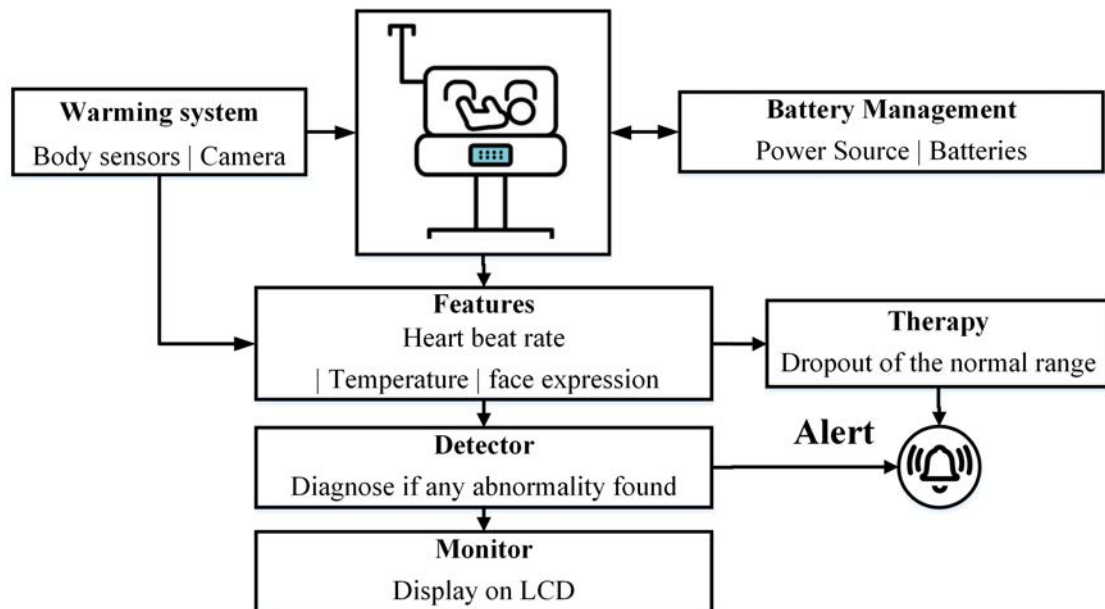 Warming system
Body sensors | Camera
Battery Management
Power Source | Batteries
Features
Heart beat rate
| Temperature | face expression
Therapy
Dropout of the normal range
Detector
Diagnose if any abnormality found
Alert
Monitor
Display on LCD